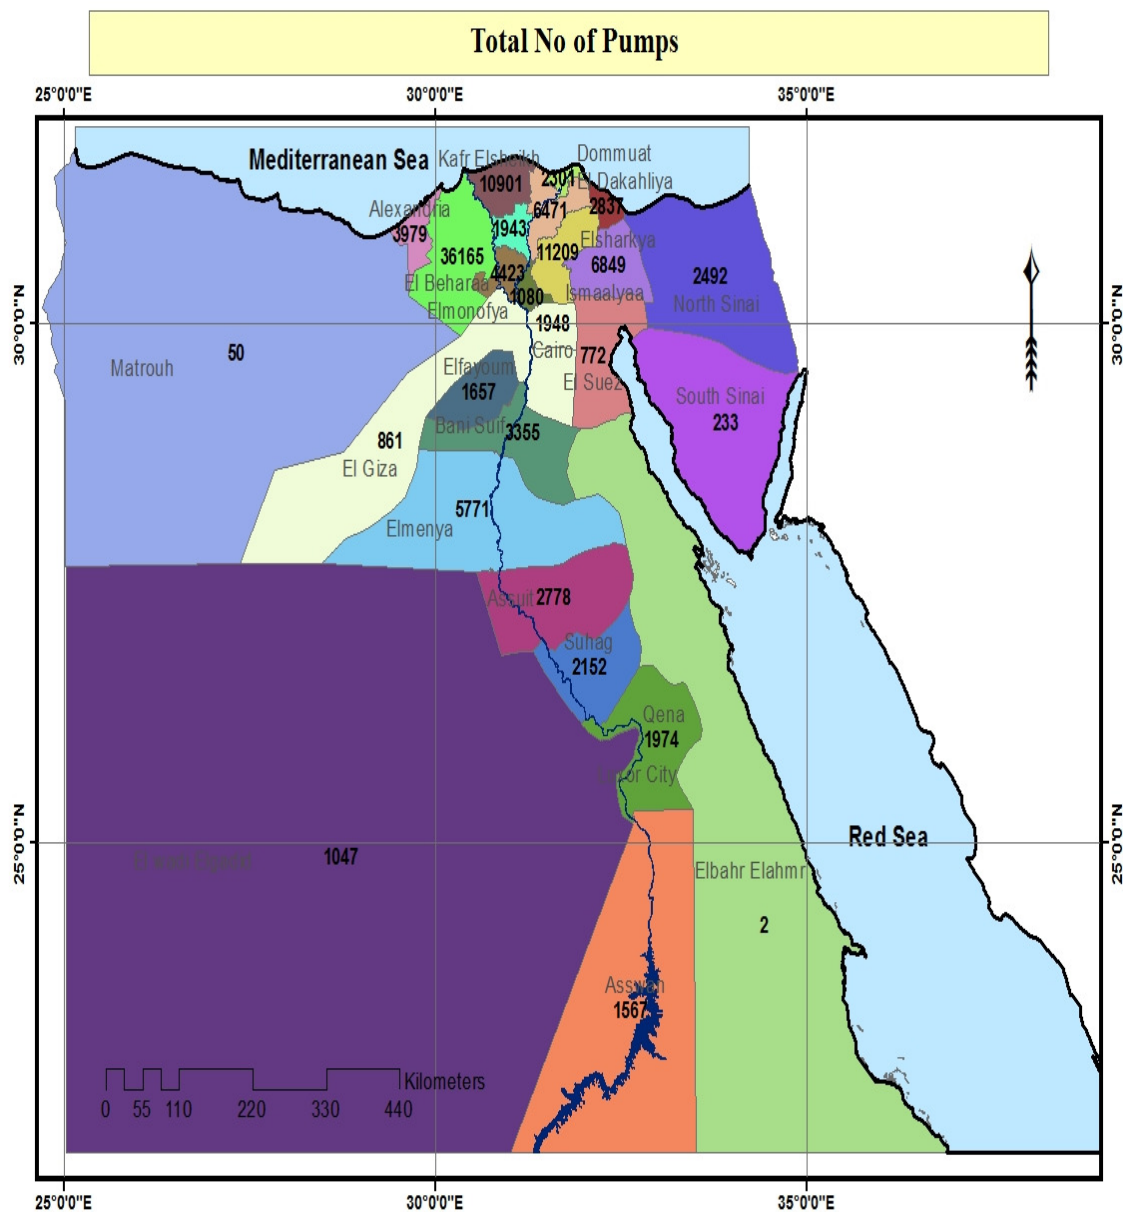 Total No of Pumps
25°0'0"E 30°0'0"E 35°0'0"E
Mediterranean Sea
Kafr Elsheikh
Dommuat
El Dakahliya
10901
2301
2837
Alexandria
3979
6471
1943
36165
11209
Elsharkya
6849
2492
North Sinai
4423
El Beharaa
1080
Ismaalyaa
Elmonofya
30°0'0"N
30°0'0"N
1948
Cairo
50
Matrouh
772
El Suez
Elfayoum
1657
South Sinai
233
Bani Suif
3355
861
El Giza
5771
Elmenya
Assuit 2778
Suhag
2152
Qena
1974
City
Red Sea
25°0'0"N
25°0'0"N
1047
Elbahr Elahmr
2
Asswan
1567
Kilometers
0 55 110 220 330 440
25°0'0"E 30°0'0"E 35°0'0"E